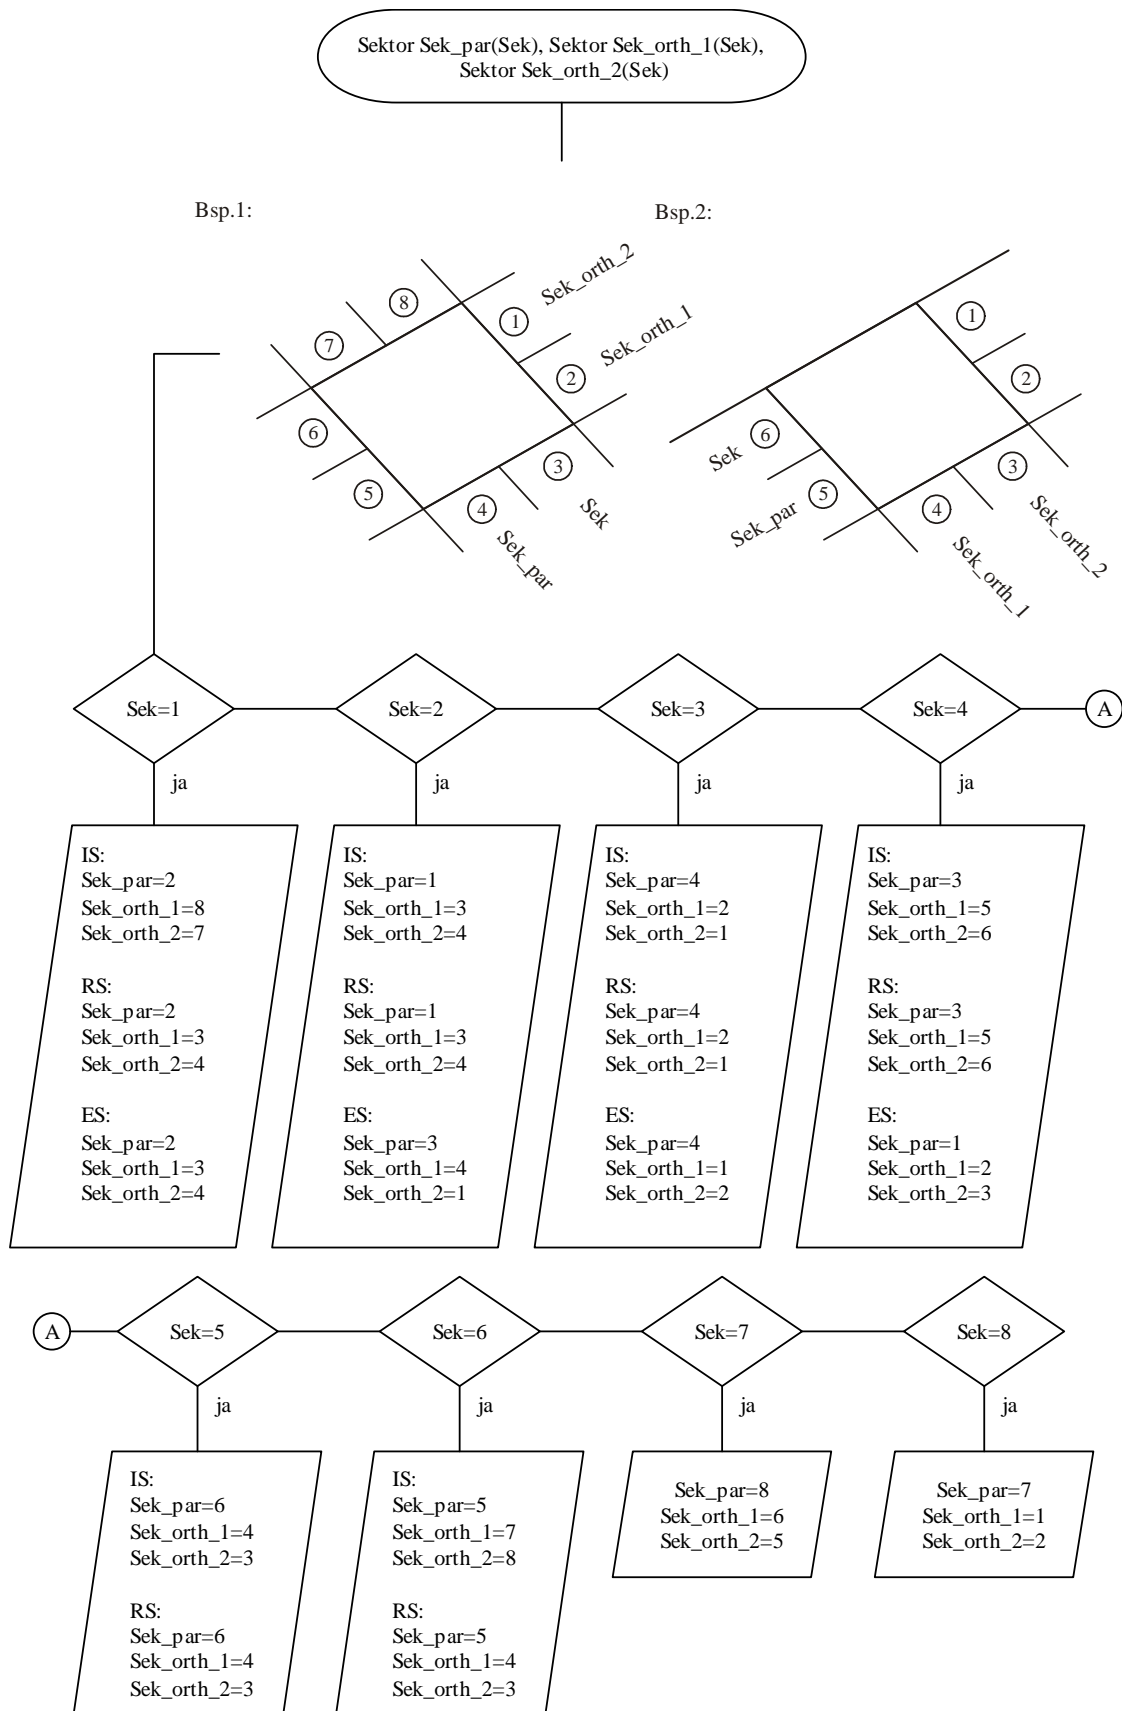 Sektor Sek_par(Sek), Sektor Sek_orth_1(Sek),
Sektor Sek_orth_2(Sek)
Bsp.1:
8
7
1
2
6
5
4
3
Sek_orth_2
Sek_orth_1
Sek
Sek_par
Bsp.2:
1
2
6
5
4
3
Sek
Sek_par
Sek_orth_2
Sek_orth_1
Sek=1
Sek=2
Sek=3
Sek=4
A
ja
ja
ja
ja
IS:
Sek_par=2
Sek_orth_1=8
Sek_orth_2=7
RS:
Sek_par=2
Sek_orth_1=3
Sek_orth_2=4
ES:
Sek_par=2
Sek_orth_1=3
Sek_orth_2=4
IS:
Sek_par=1
Sek_orth_1=3
Sek_orth_2=4
RS:
Sek_par=1
Sek_orth_1=3
Sek_orth_2=4
ES:
Sek_par=3
Sek_orth_1=4
Sek_orth_2=1
IS:
Sek_par=4
Sek_orth_1=2
Sek_orth_2=1
RS:
Sek_par=4
Sek_orth_1=2
Sek_orth_2=1
ES:
Sek_par=4
Sek_orth_1=1
Sek_orth_2=2
IS:
Sek_par=3
Sek_orth_1=5
Sek_orth_2=6
RS:
Sek_par=3
Sek_orth_1=5
Sek_orth_2=6
ES:
Sek_par=1
Sek_orth_1=2
Sek_orth_2=3
A
Sek=5
Sek=6
Sek=7
Sek=8
ja
ja
ja
ja
IS:
Sek_par=6
Sek_orth_1=4
Sek_orth_2=3
RS:
Sek_par=6
Sek_orth_1=4
Sek_orth_2=3
IS:
Sek_par=5
Sek_orth_1=7
Sek_orth_2=8
RS:
Sek_par=5
Sek_orth_1=4
Sek_orth_2=3
Sek_par=8
Sek_orth_1=6
Sek_orth_2=5
Sek_par=7
Sek_orth_1=1
Sek_orth_2=2